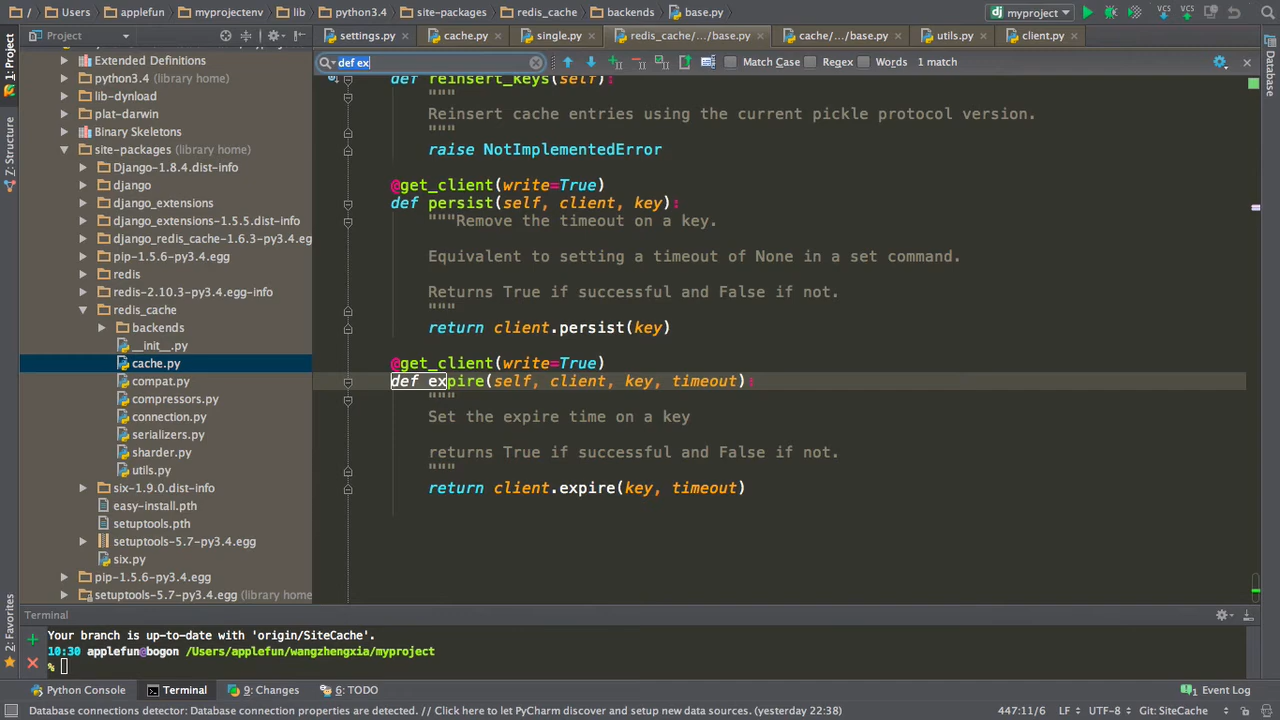 / Users applefun myprojectenv lib python3.4 site-packages redis_cache backends base.py myproject VCS VCS
1: Project
Z: Structure
2: Favorites
Database
Project
settings.py cache.py single.py redis_cache/.../base.py cache/.../base.py utils.py client.py
def ex Match Case Regex Words 1 match
Extended Definitions
python3.4 (library home)
lib-dynload
plat-darwin
Binary Skeletons
site-packages (library home)
Django-1.8.4.dist-info
django
django_extensions
django_extensions-1.5.5.dist-info
django_redis_cache-1.6.3-py3.4.eg
pip-1.5.6-py3.4.egg
redis
redis-2.10.3-py3.4.egg-info
redis_cache
backends
__init__.py
cache.py
compat.py
compressors.py
connection.py
serializers.py
sharder.py
utils.py
six-1.9.0.dist-info
easy-install.pth
setuptools.pth
setuptools-5.7-py3.4.egg
six.py
pip-1.5.6-py3.4.egg
setuptools-5.7-py3.4.egg (library home
def reinsert_keys(self):
"""
Reinsert cache entries using the current pickle protocol version.
"""
raise NotImplementedError
@get_client(write=True)
def persist(self, client, key):
"""Remove the timeout on a key.
Equivalent to setting a timeout of None in a set command.
Returns True if successful and False if not.
"""
return client.persist(key)
@get_client(write=True)
def expire(self, client, key, timeout):
"""
Set the expire time on a key
returns True if successful and False if not.
"""
return client.expire(key, timeout)
Terminal
Your branch is up-to-date with 'origin/SiteCache'.
10:30 applefun@bogon /Users/applefun/wangzhengxia/myproject
%
Python Console Terminal 9: Changes 6: TODO 1 Event Log
Database connections detector: Database connection properties are detected. // Click here to let PyCharm discover and setup new data sources. (yesterday 22:38) 447:11/6 LF UTF-8 Git: SiteCache